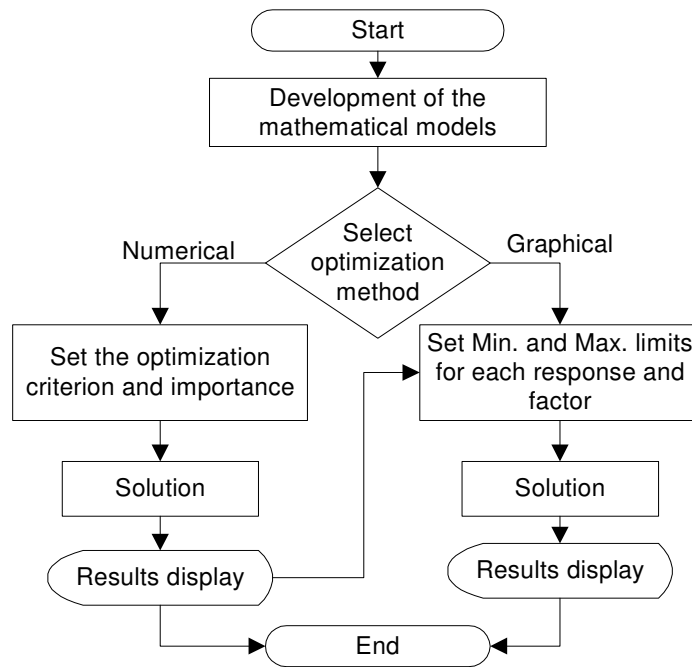 Start
Development of the
mathematical models
Select
optimization
method
Numerical
Graphical
Set the optimization
criterion and importance
Set Min. and Max. limits
for each response and
factor
Solution
Solution
Results display
Results display
End